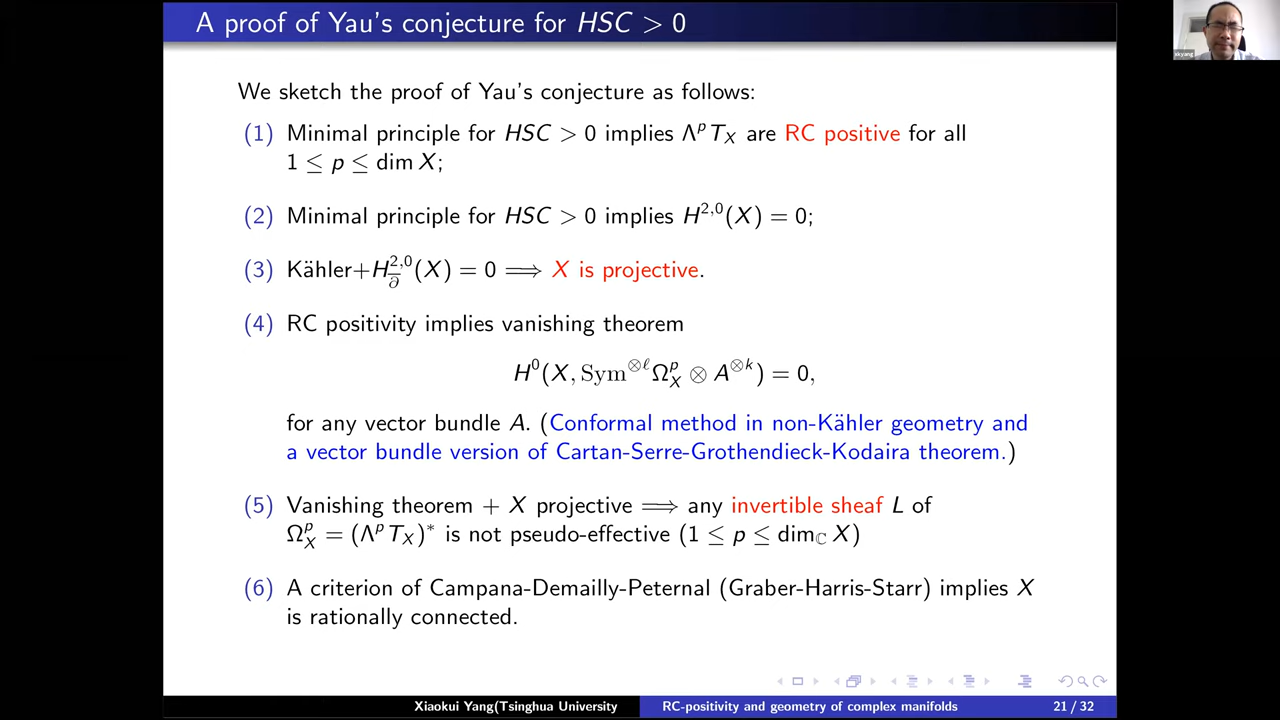 A proof of Yau's conjecture for HSC > 0
skyang
We sketch the proof of Yau's conjecture as follows:
(1) Minimal principle for HSC > 0 implies Λ^p T_X are RC positive for all
1 ≤ p ≤ dim X;
(2) Minimal principle for HSC > 0 implies H^{2,0}(X) = 0;
(3) Kähler+H^{2,0}_{∂̄}(X) = 0 ⟹ X is projective.
(4) RC positivity implies vanishing theorem
H^0(X, Sym^{⊗ℓ}Ω^p_X ⊗ A^{⊗k}) = 0,
for any vector bundle A. (Conformal method in non-Kähler geometry and
a vector bundle version of Cartan-Serre-Grothendieck-Kodaira theorem.)
(5) Vanishing theorem + X projective ⟹ any invertible sheaf L of
Ω^p_X = (Λ^p T_X)^* is not pseudo-effective (1 ≤ p ≤ dim_ℂ X)
(6) A criterion of Campana-Demailly-Peternal (Graber-Harris-Starr) implies X
is rationally connected.
Xiaokui Yang(Tsinghua University RC-positivity and geometry of complex manifolds 21 / 32